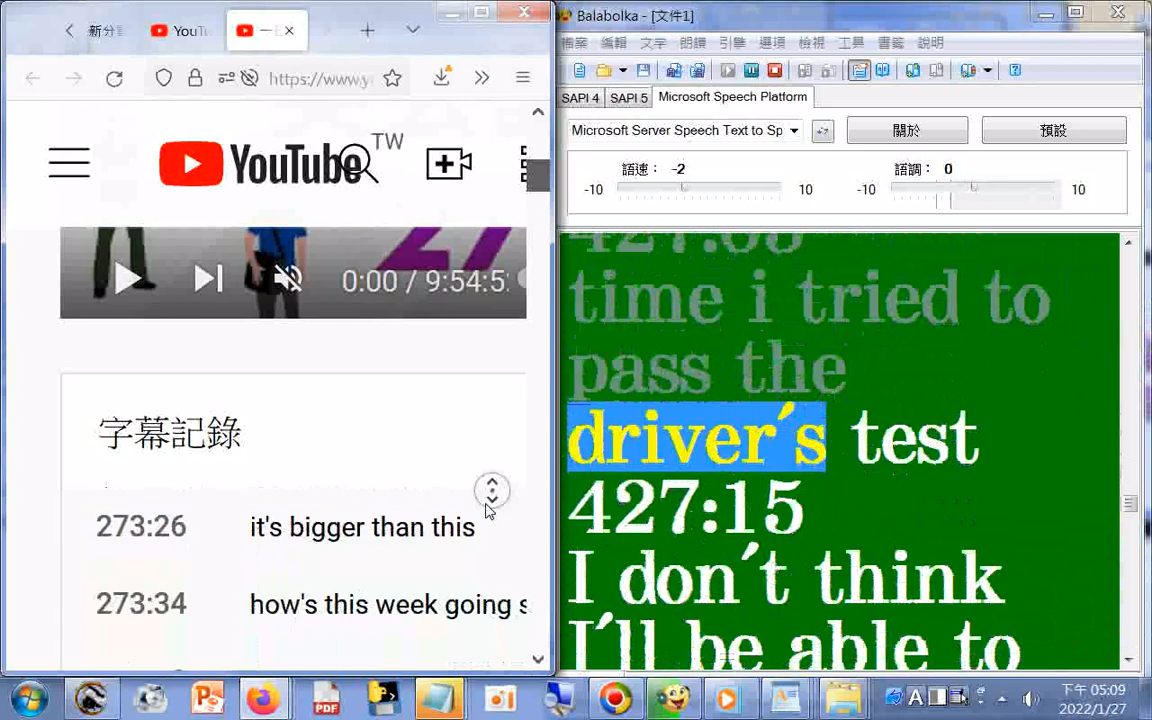 新分
YouTu
一
https://www.y
TW
YouTube
27
0:00 / 9:54:5
字幕記錄
273:26 it's bigger than this
273:34 how's this week going s
Balabolka - [文件1]
檔案 編輯 文字 朗讀 引擎 選項 檢視 工具 書籤 說明
SAPI 4 SAPI 5 Microsoft Speech Platform
Microsoft Server Speech Text to Sp
關於 預設
語速： -2 語調： 0
-10 10 -10 10
time i tried to
pass the
driver's test
427:15
I don't think
I'll be able to
PDF
A
下午 05:09
2022/1/27